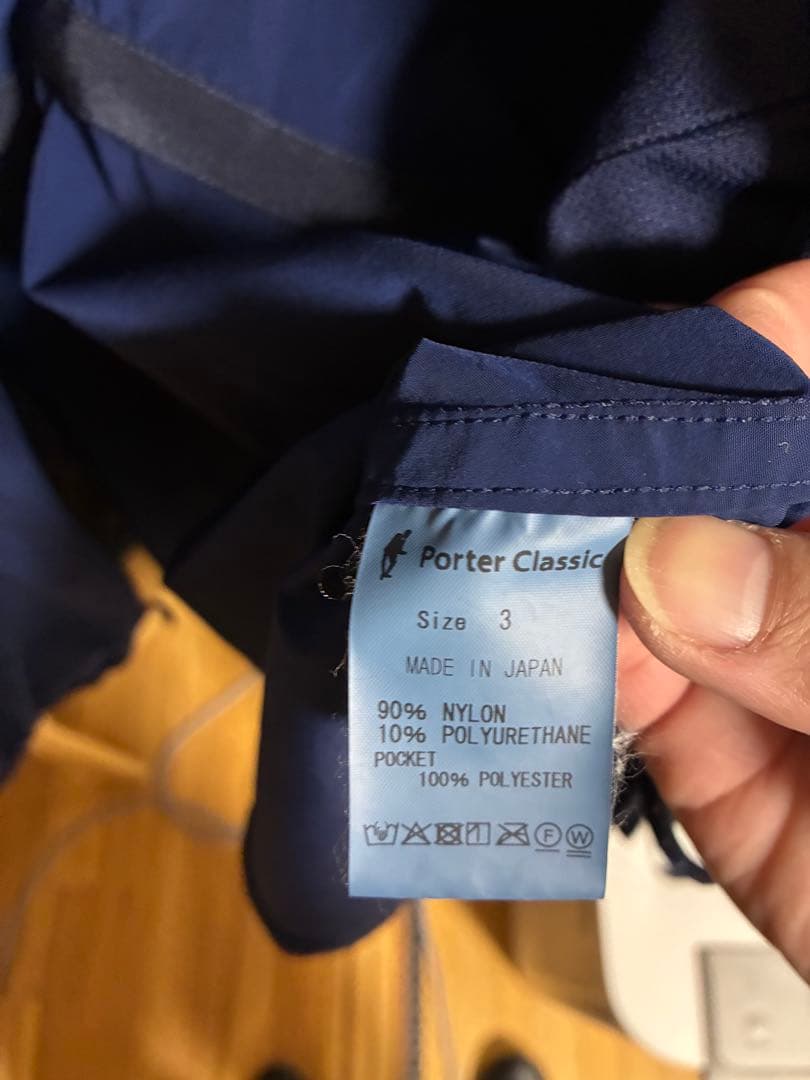 Porter Classic
Size 3
MADE IN JAPAN
90% NYLON
10% POLYURETHANE
POCKET
100% POLYESTER
F W